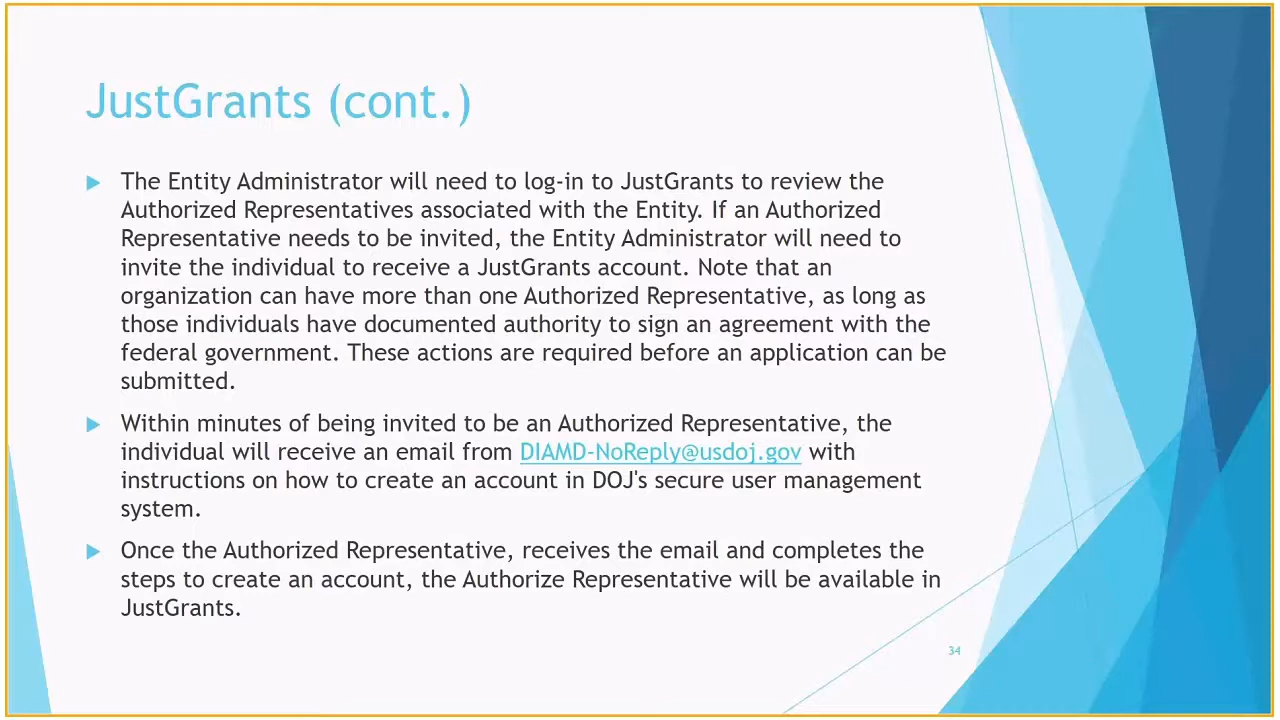 JustGrants (cont.)
The Entity Administrator will need to log-in to JustGrants to review the
Authorized Representatives associated with the Entity. If an Authorized
Representative needs to be invited, the Entity Administrator will need to
invite the individual to receive a JustGrants account. Note that an
organization can have more than one Authorized Representative, as long as
those individuals have documented authority to sign an agreement with the
federal government. These actions are required before an application can be
submitted.
Within minutes of being invited to be an Authorized Representative, the
individual will receive an email from DIAMD-NoReply@usdoj.gov with
instructions on how to create an account in DOJ's secure user management
system.
Once the Authorized Representative, receives the email and completes the
steps to create an account, the Authorize Representative will be available in
JustGrants.
34